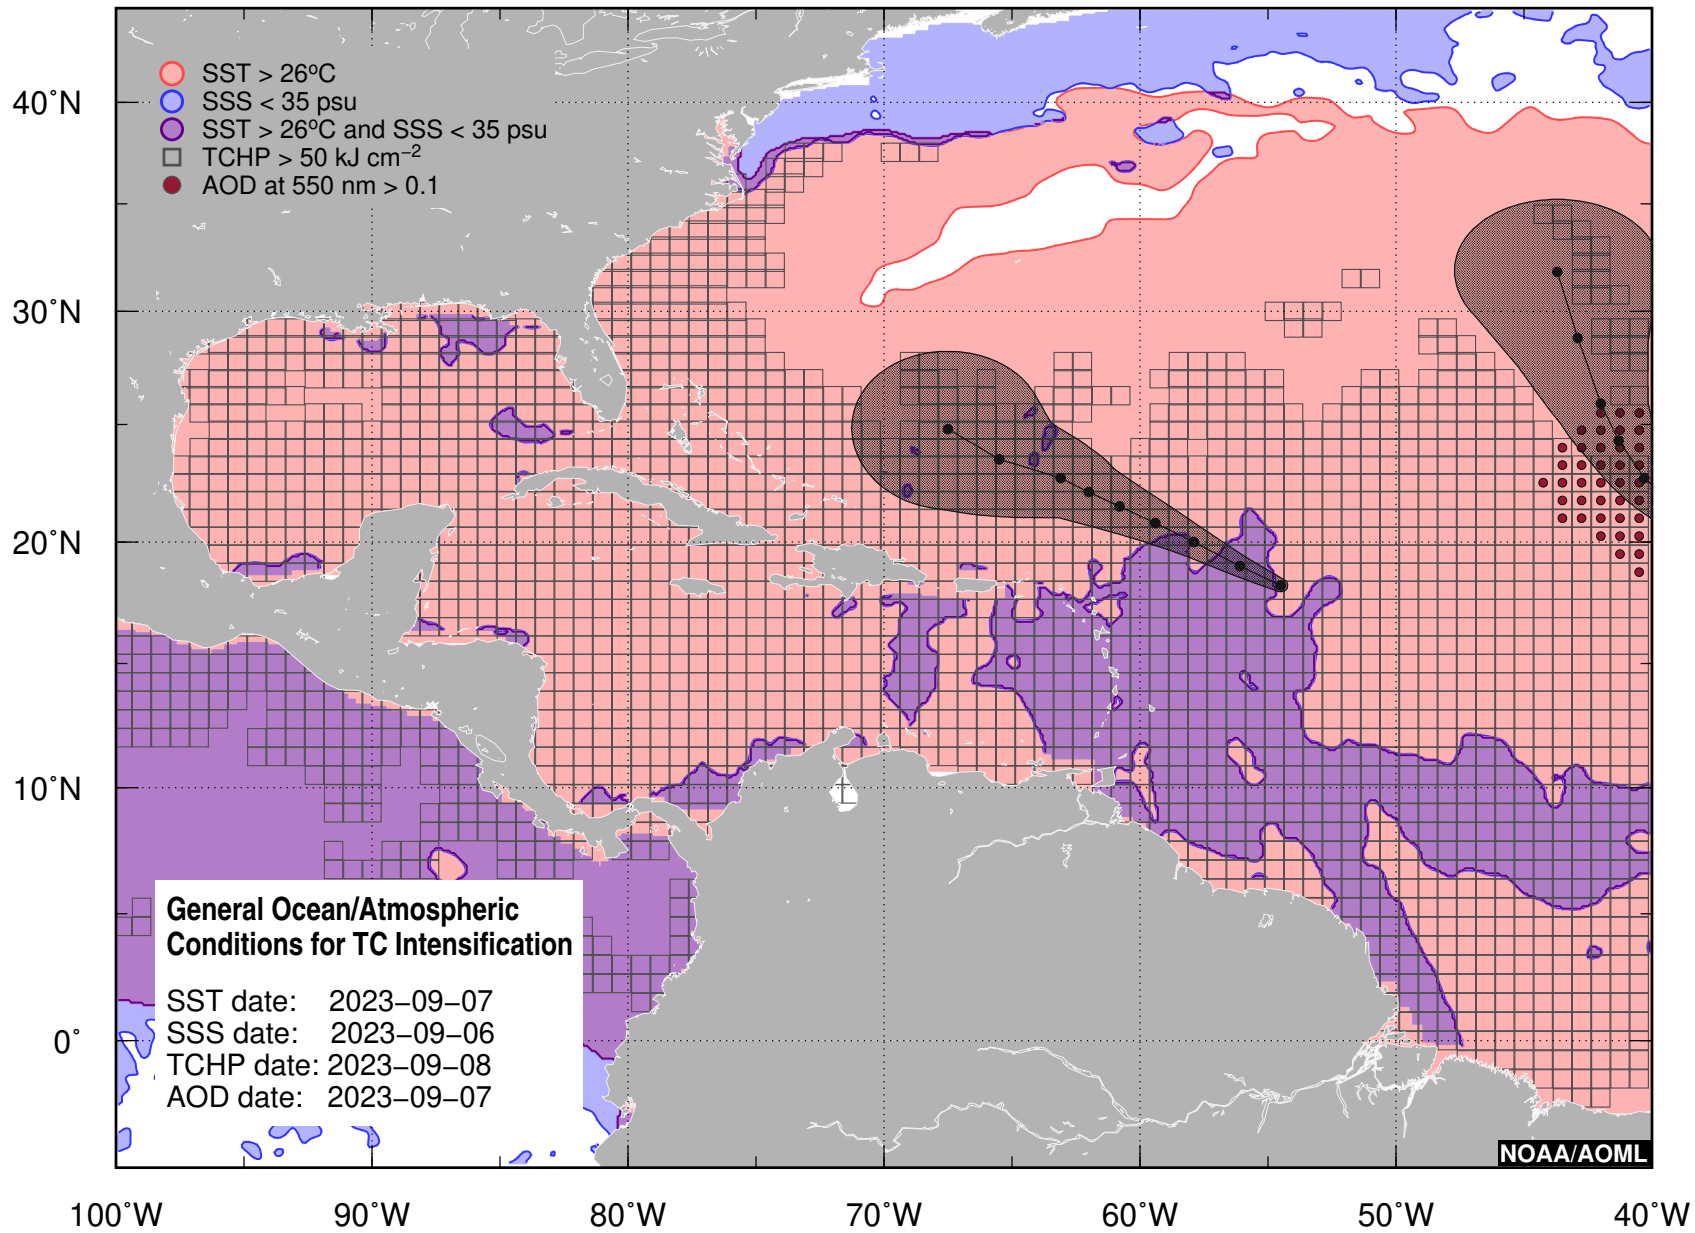 SST > 26ºC
SSS < 35 psu
SST > 26ºC and SSS < 35 psu
TCHP > 50 kJ cm⁻²
AOD at 550 nm > 0.1
40˚N
30˚N
20˚N
10˚N
0˚
General Ocean/Atmospheric
Conditions for TC Intensification
SST date: 2023−09−07
SSS date: 2023−09−06
TCHP date: 2023−09−08
AOD date: 2023−09−07
NOAA/AOML
100˚W 90˚W 80˚W 70˚W 60˚W 50˚W 40˚W